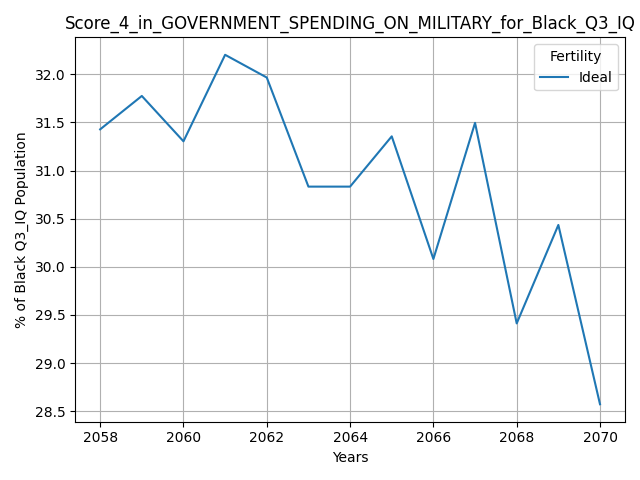 Score_4_in_GOVERNMENT_SPENDING_ON_MILITARY_for_Black_Q3_IQ
Fertility
Ideal
% of Black Q3_IQ Population
32.0
31.5
31.0
30.5
30.0
29.5
29.0
28.5
2058 2060 2062 2064 2066 2068 2070
Years